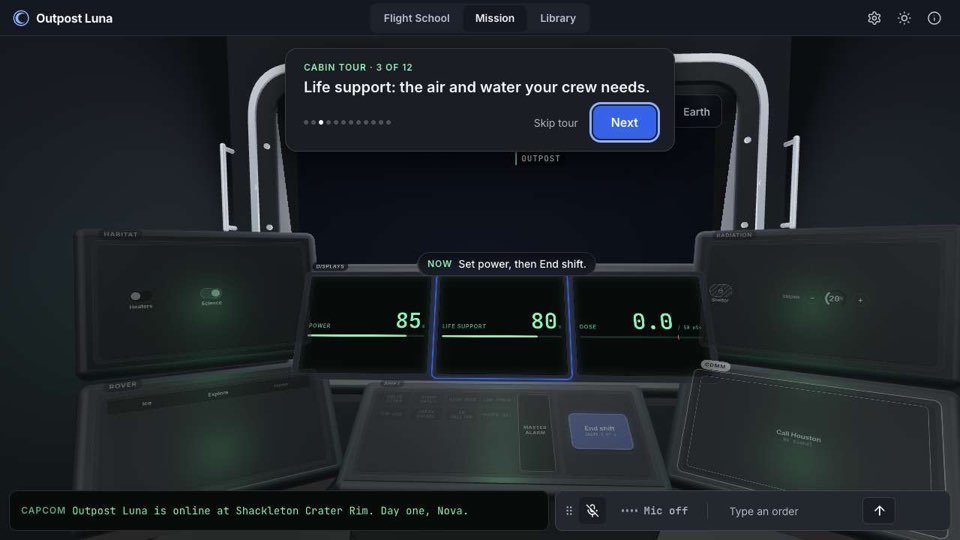 Outpost Luna
Flight School
Mission
Library
CABIN TOUR · 3 OF 12
Life support: the air and water your crew needs.
Skip tour
Next
Earth
OUTPOST
NOW Set power, then End shift.
HABITAT
Heaters
Science
DISPLAYS
POWER 85
LIFE SUPPORT 80
DOSE 0.0
RADIATION
Shelter
20
ROVER
Ice
Explore
MASTER ALARM
End shift
COMM
Call Houston
CAPCOM Outpost Luna is online at Shackleton Crater Rim. Day one, Nova.
Mic off
Type an order